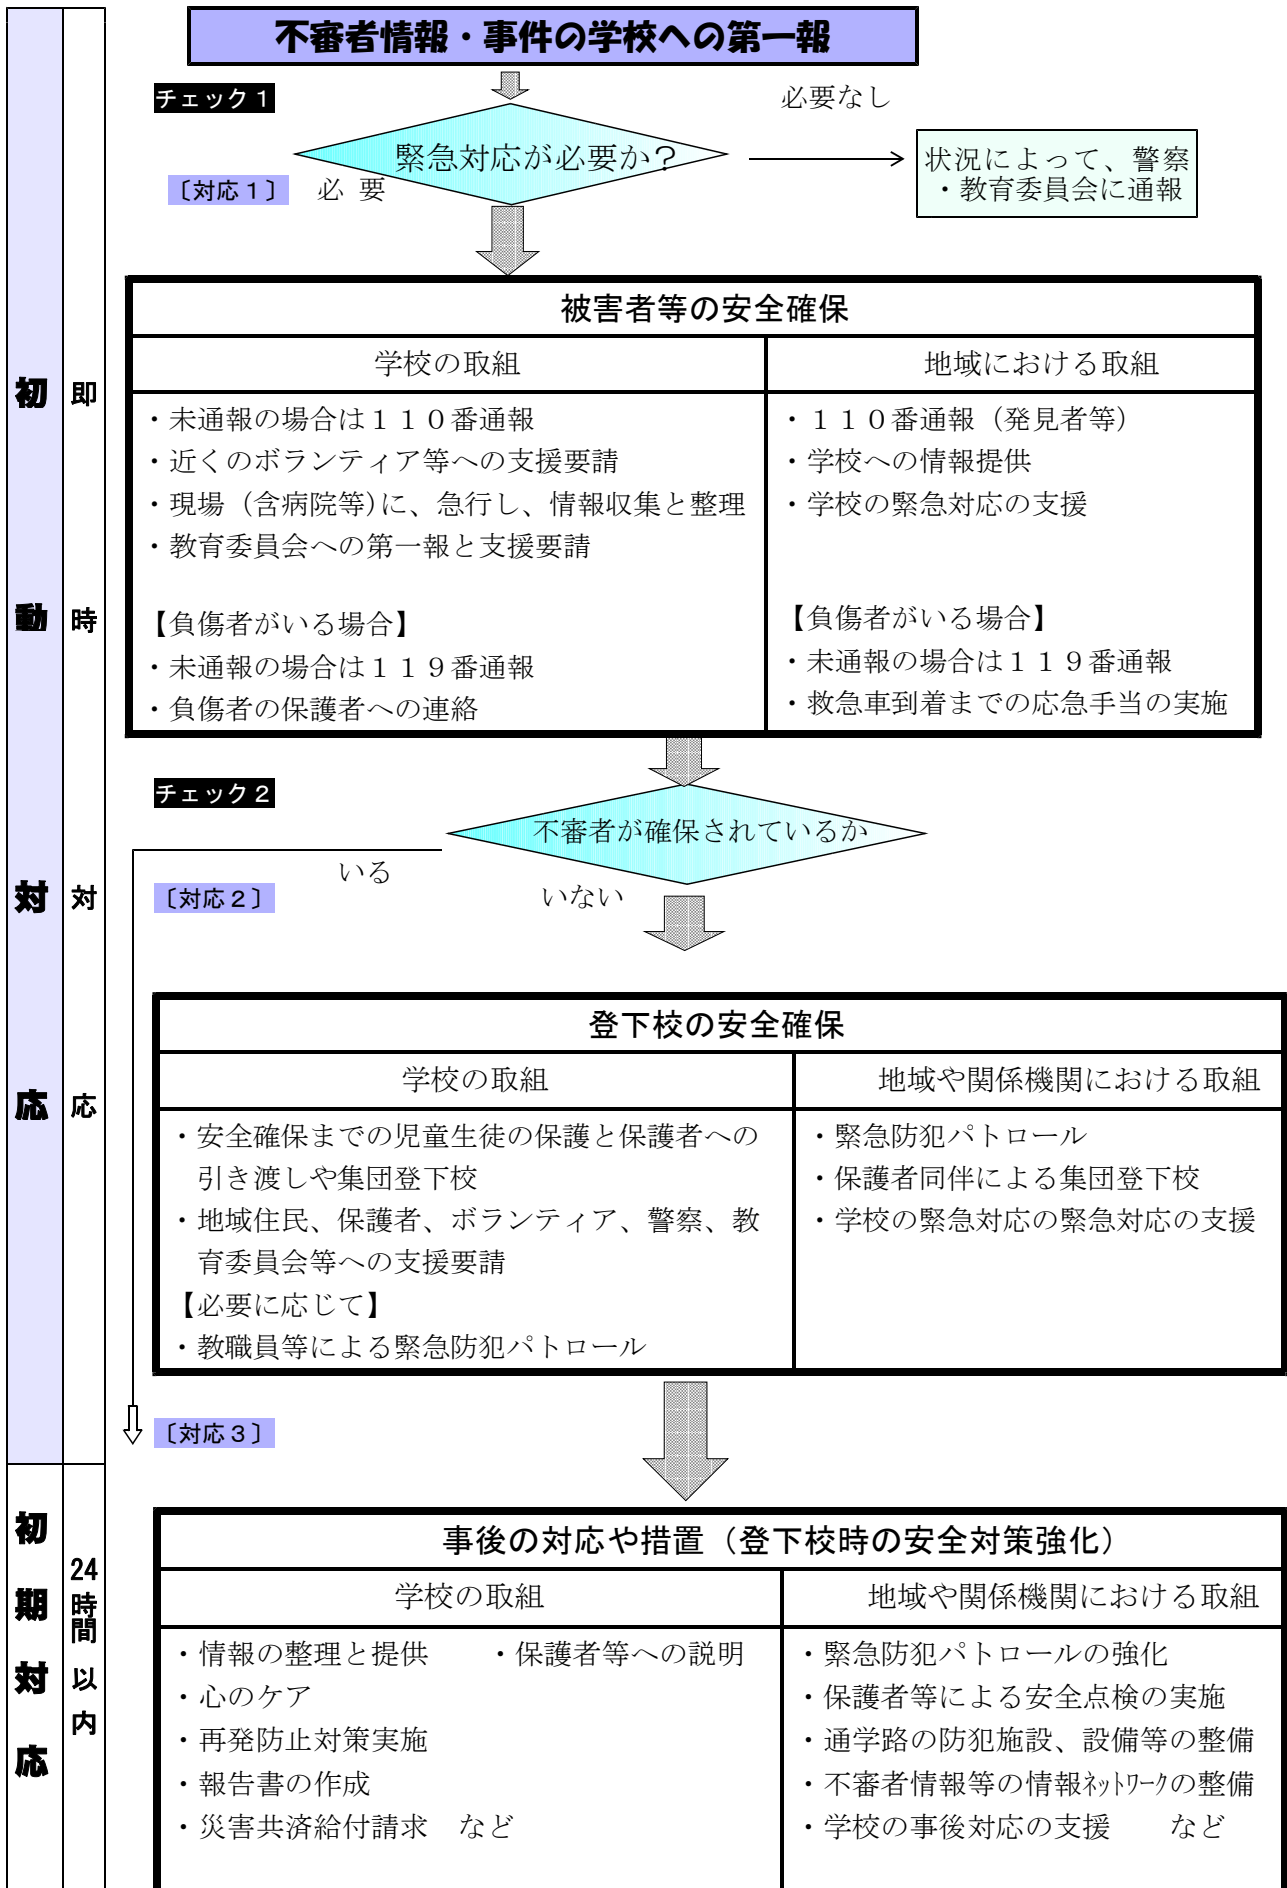 不審者情報・事件の学校への第一報
チェック１
必要なし
緊急対応が必要か？
状況によって、警察
・教育委員会に通報
〔対応１〕
必 要
被害者等の安全確保
学校の取組
地域における取組
・未通報の場合は１１０番通報
・近くのボランティア等への支援要請
・現場（含病院等)に、急行し、情報収集と整理
・教育委員会への第一報と支援要請
【負傷者がいる場合】
・未通報の場合は１１９番通報
・負傷者の保護者への連絡
・１１０番通報（発見者等）
・学校への情報提供
・学校の緊急対応の支援
【負傷者がいる場合】
・未通報の場合は１１９番通報
・救急車到着までの応急手当の実施
チェック２
不審者が確保されているか
いる
〔対応２〕
いない
登下校の安全確保
学校の取組
地域や関係機関における取組
・安全確保までの児童生徒の保護と保護者への
引き渡しや集団登下校
・地域住民、保護者、ボランティア、警察、教
育委員会等への支援要請
【必要に応じて】
・教職員等による緊急防犯パトロール
・緊急防犯パトロール
・保護者同伴による集団登下校
・学校の緊急対応の緊急対応の支援
〔対応３〕
初動対応
即時対応
事後の対応や措置（登下校時の安全対策強化）
学校の取組
地域や関係機関における取組
・情報の整理と提供　　・保護者等への説明
・心のケア
・再発防止対策実施
・報告書の作成
・災害共済給付請求　など
・緊急防犯パトロールの強化
・保護者等による安全点検の実施
・通学路の防犯施設、設備等の整備
・不審者情報等の情報ﾈｯﾄﾜｰｸの整備
・学校の事後対応の支援　　など
初期対応
24時間以内